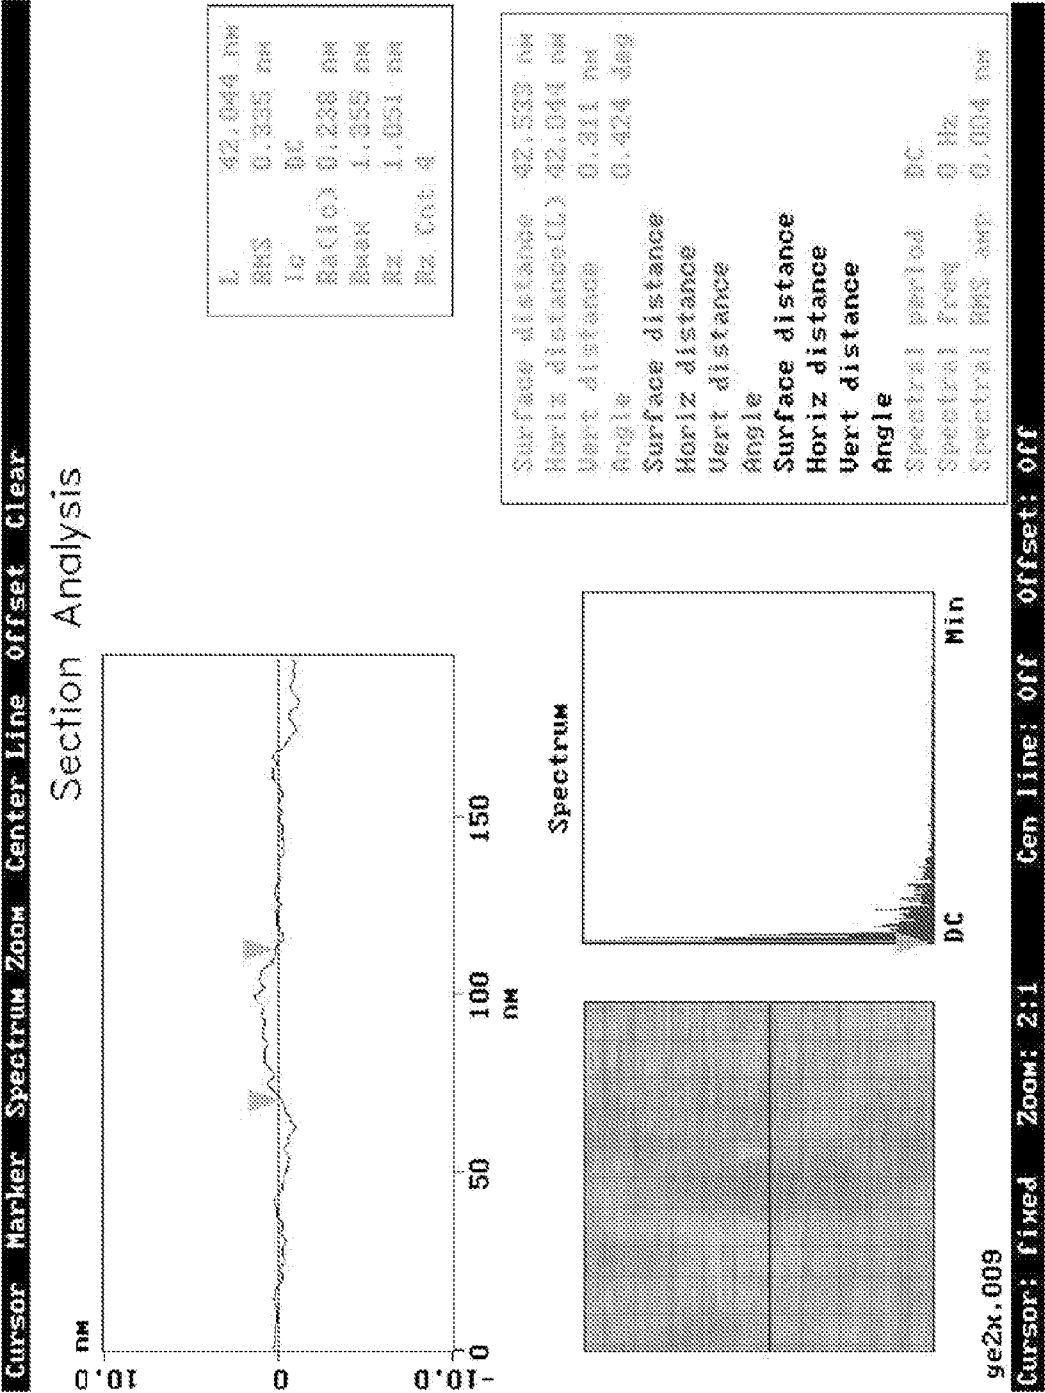 Cursor Marker Spectrum Zoom Center Line Offset Clear
Section Analysis
nm
10.0
0
-10.0
0
50
100
150
nm
L 42.044 nm
RMS 0.335 nm
lc DC
Ra(lc) 0.238 nm
Rmax 1.355 nm
Rz 1.051 nm
Rz Cnt 4
Spectrum
DC
Min
Surface distance 42.533 nm
Horiz distance(L) 42.044 nm
Vert distance 0.311 nm
Angle 0.424 deg
Surface distance
Horiz distance
Vert distance
Angle
Surface distance
Horiz distance
Vert distance
Angle
Spectral period DC
Spectral freq 0 Hz
Spectral RMS amp 0.004 nm
ge2x.009
Cursor: fixed Zoom: 2:1 Cen line: Off Offset: Off